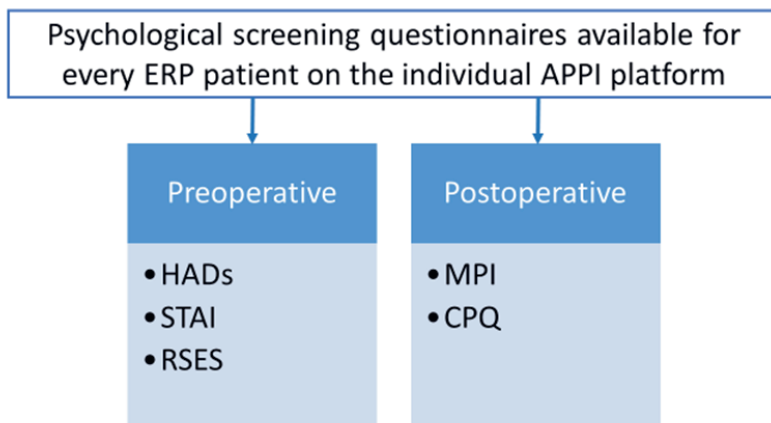 Psychological screening questionnaires available for
every ERP patient on the individual APPI platform
Preoperative
•HADs
•STAI
•RSES
Postoperative
•MPI
•CPQ